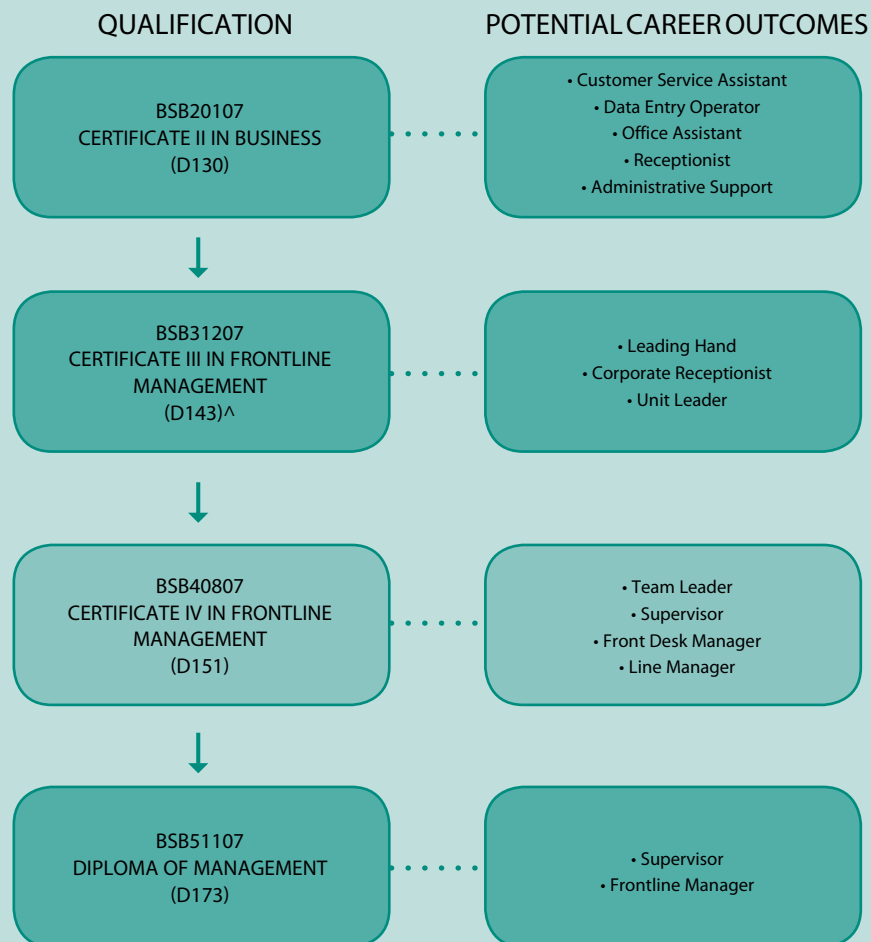 QUALIFICATION
POTENTIAL CAREER OUTCOMES
BSB20107
CERTIFICATE II IN BUSINESS
(D130)
• Customer Service Assistant
• Data Entry Operator
• Office Assistant
• Receptionist
• Administrative Support
BSB31207
CERTIFICATE III IN FRONTLINE
MANAGEMENT
(D143)^
• Leading Hand
• Corporate Receptionist
• Unit Leader
BSB40807
CERTIFICATE IV IN FRONTLINE
MANAGEMENT
(D151)
• Team Leader
• Supervisor
• Front Desk Manager
• Line Manager
BSB51107
DIPLOMA OF MANAGEMENT
(D173)
• Supervisor
• Frontline Manager